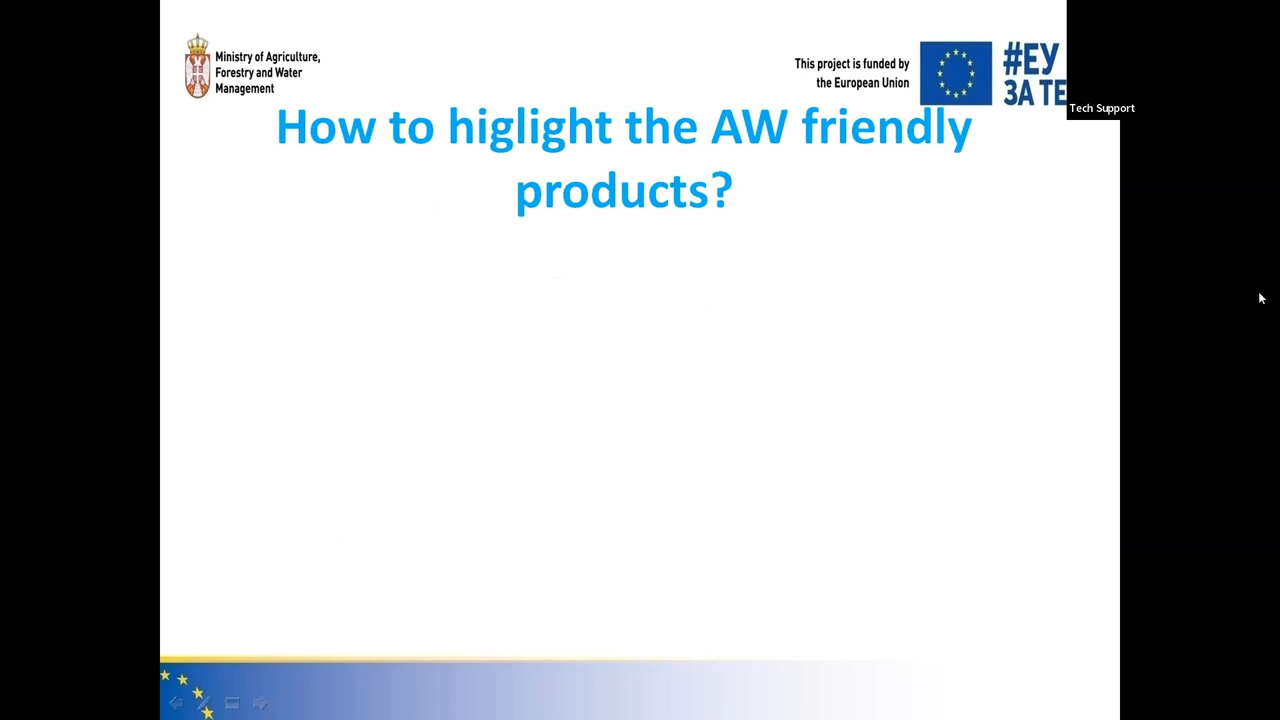 Ministry of Agriculture,
Forestry and Water
Management
This project is funded by
the European Union
#ЕУ
ЗА ТЕ
Tech Support
How to higlight the AW friendly
products?